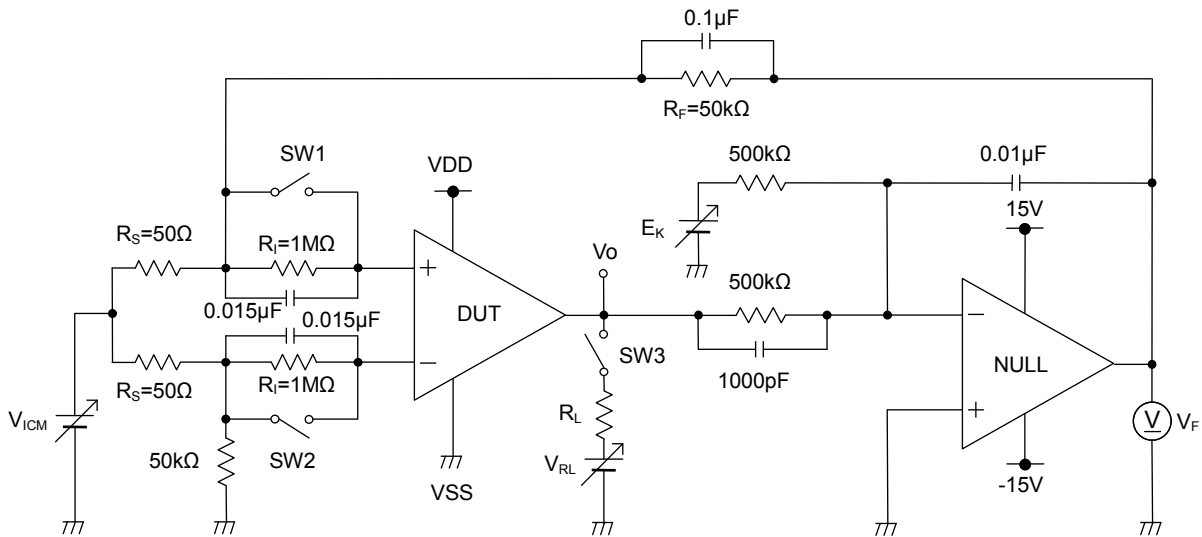 0.1µF
R_F=50kΩ
SW1
VDD
500kΩ
0.01µF
E_K
15V
R_S=50Ω
R_I=1MΩ
Vo
0.015µF
0.015µF
DUT
500kΩ
SW3
NULL
1000pF
R_S=50Ω
R_I=1MΩ
V_ICM
R_L
V
V_F
50kΩ
SW2
V_RL
VSS
-15V